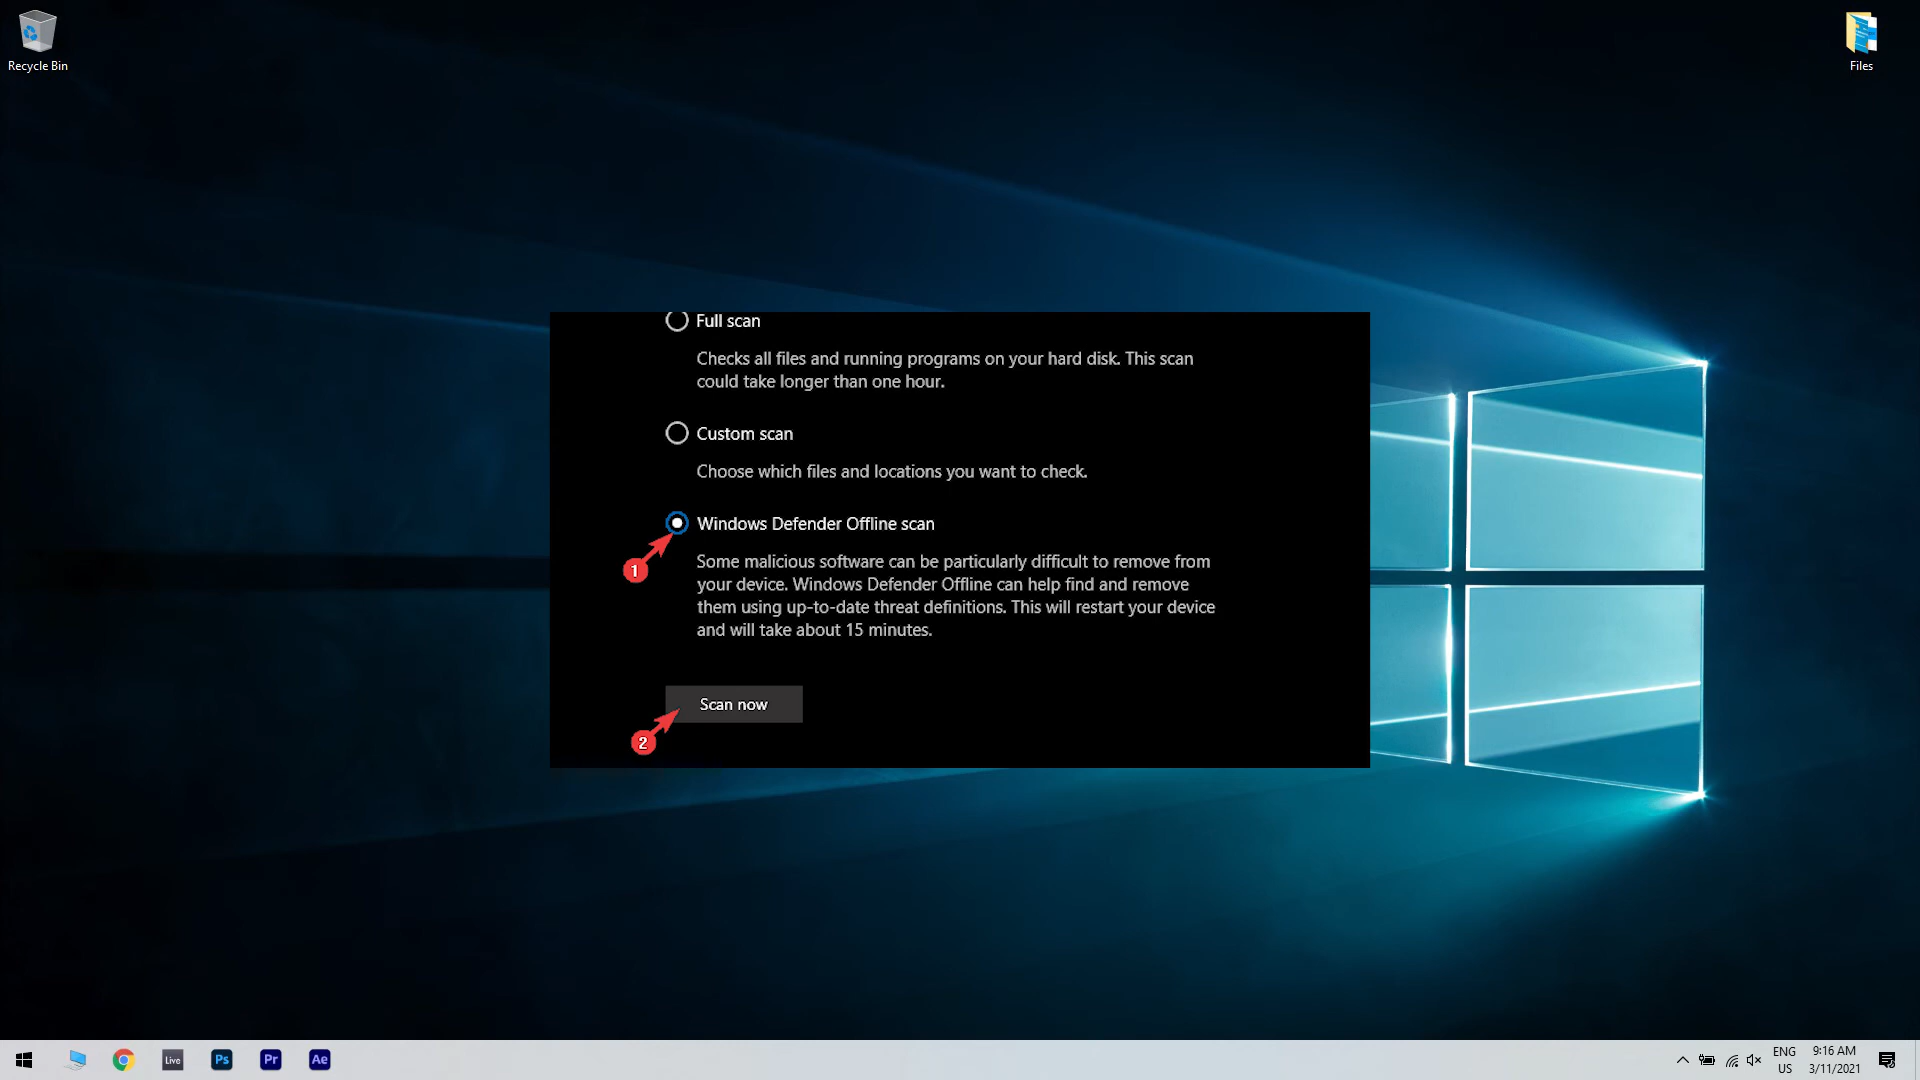 Recycle Bin
Files
Full scan
Checks all files and running programs on your hard disk. This scan
could take longer than one hour.
Custom scan
Choose which files and locations you want to check.
Windows Defender Offline scan
1
Some malicious software can be particularly difficult to remove from
your device. Windows Defender Offline can help find and remove
them using up-to-date threat definitions. This will restart your device
and will take about 15 minutes.
Scan now
2
Live
Ps
Pr
Ae
ENG
US
9:16 AM
3/11/2021